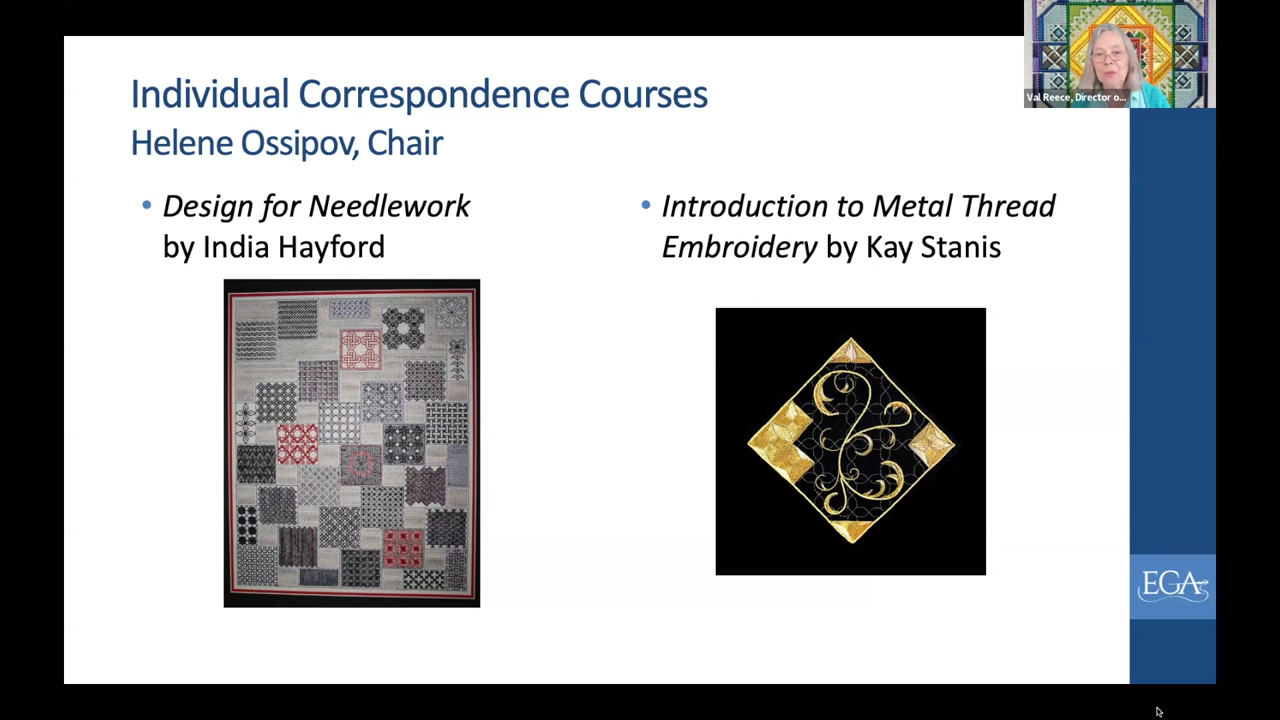 Individual Correspondence Courses
Helene Ossipov, Chair
• Design for Needlework
by India Hayford
• Introduction to Metal Thread
Embroidery by Kay Stanis
Val Reece, Director o...
EGA